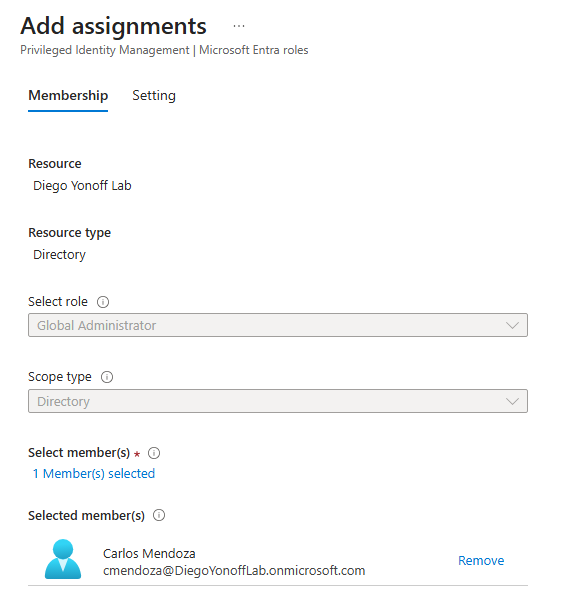 Add assignments ...
Privileged Identity Management | Microsoft Entra roles
Membership Setting
Resource
Diego Yonoff Lab
Resource type
Directory
Select role
Global Administrator
Scope type
Directory
Select member(s) *
1 Member(s) selected
Selected member(s)
Carlos Mendoza
cmendoza@DiegoYonoffLab.onmicrosoft.com
Remove